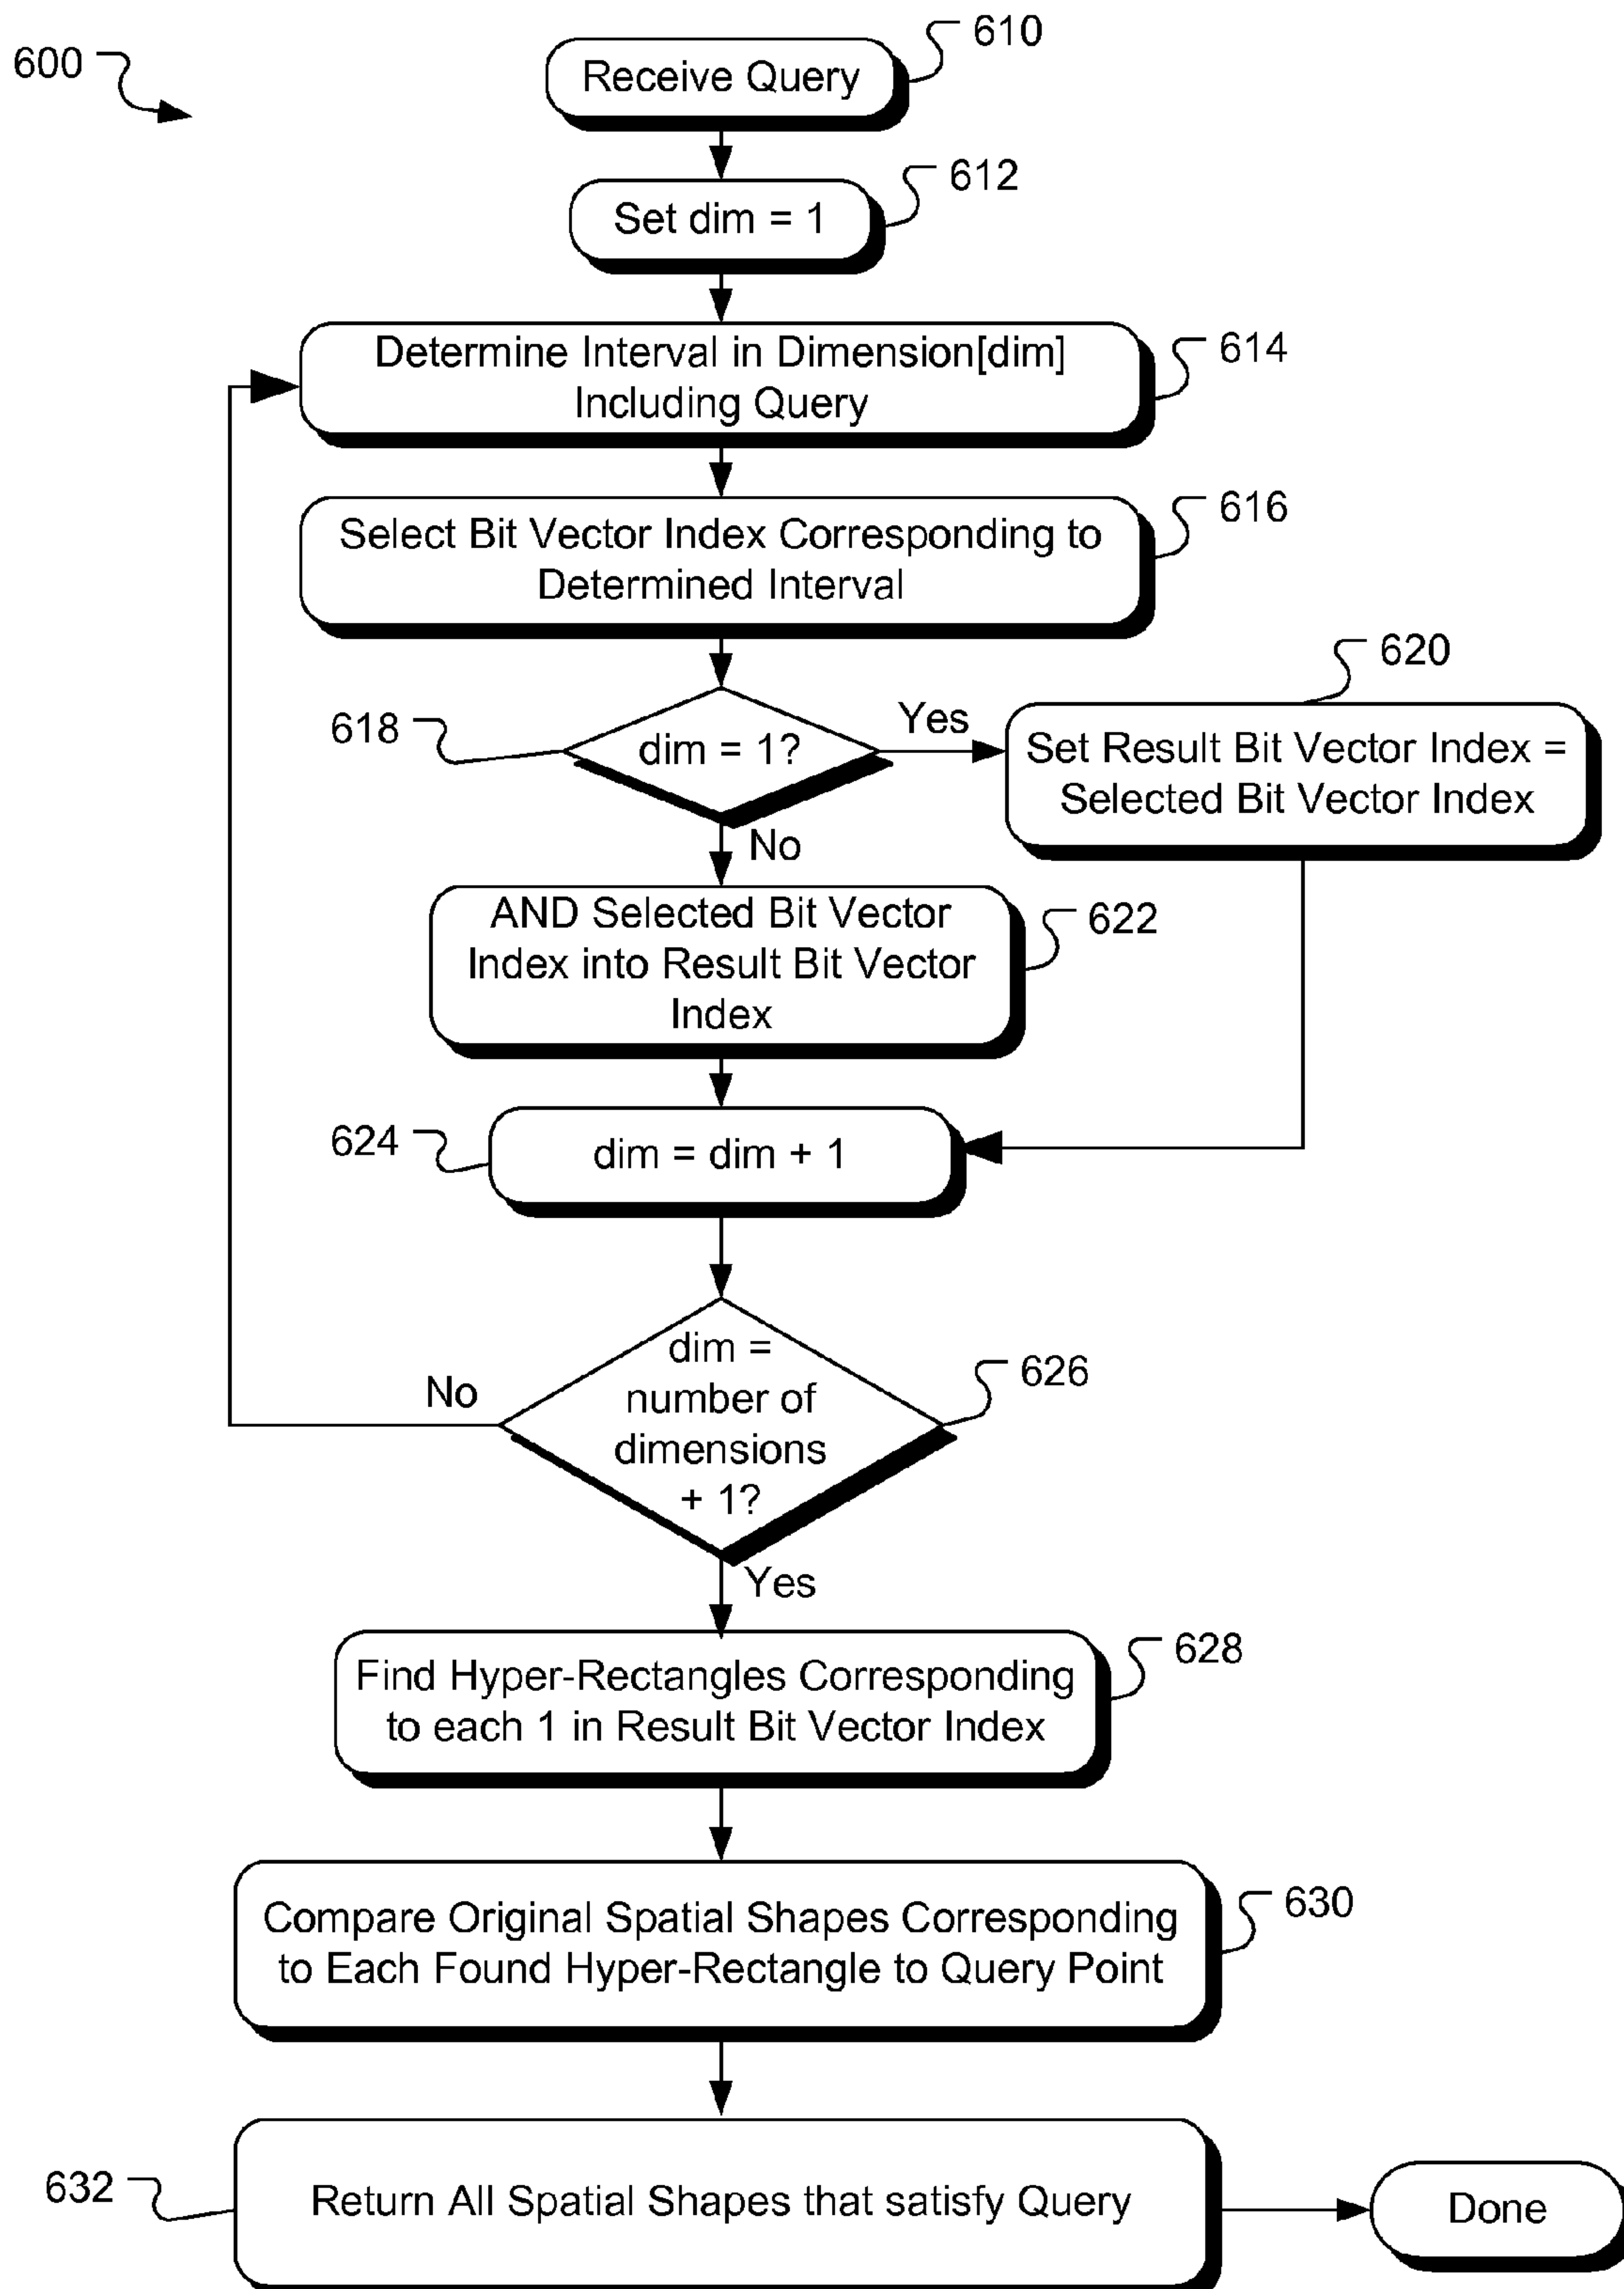 600
610
Receive Query
612
Set dim = 1
614
Determine Interval in Dimension[dim]
Including Query
616
Select Bit Vector Index Corresponding to
Determined Interval
618
dim = 1?
Yes
620
Set Result Bit Vector Index =
Selected Bit Vector Index
No
622
AND Selected Bit Vector
Index into Result Bit Vector
Index
624
dim = dim + 1
626
dim =
number of
dimensions
+ 1?
No
Yes
628
Find Hyper-Rectangles Corresponding
to each 1 in Result Bit Vector Index
630
Compare Original Spatial Shapes Corresponding
to Each Found Hyper-Rectangle to Query Point
632
Return All Spatial Shapes that satisfy Query
Done